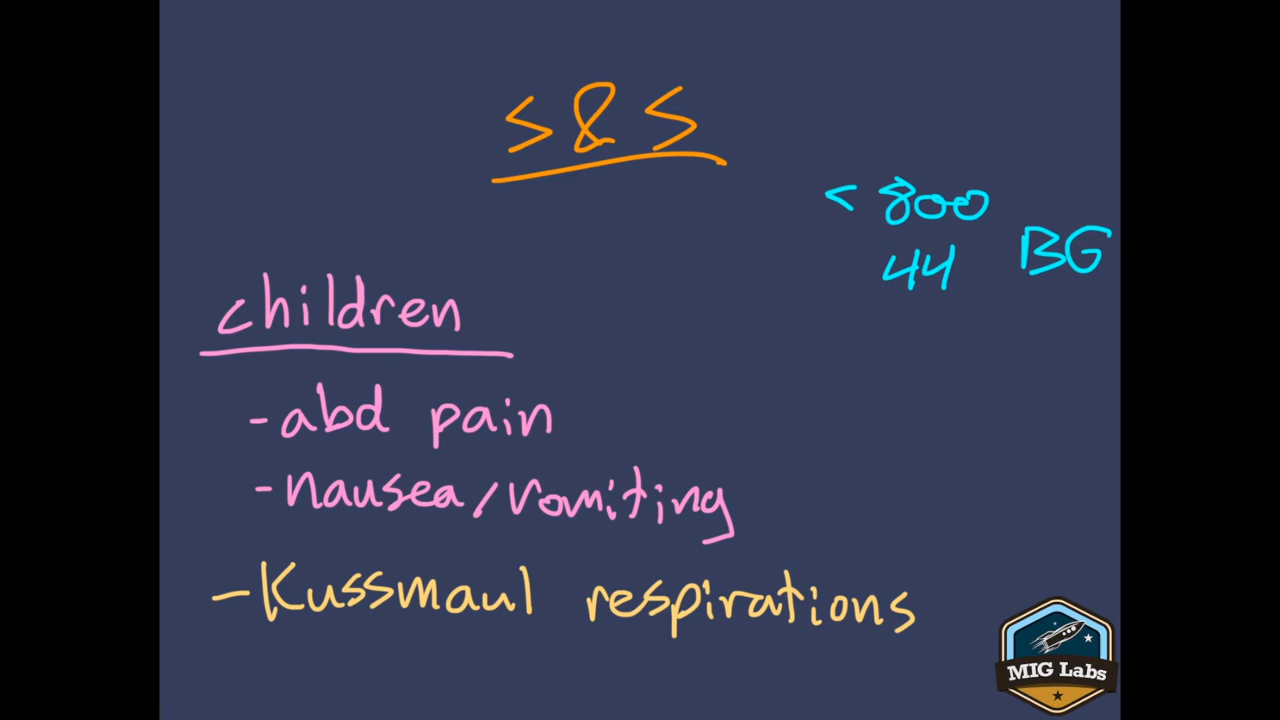 S & S
< 800
44 BG
children
- abd pain
- nausea/vomiting
- Kussmaul respirations
MIG Labs